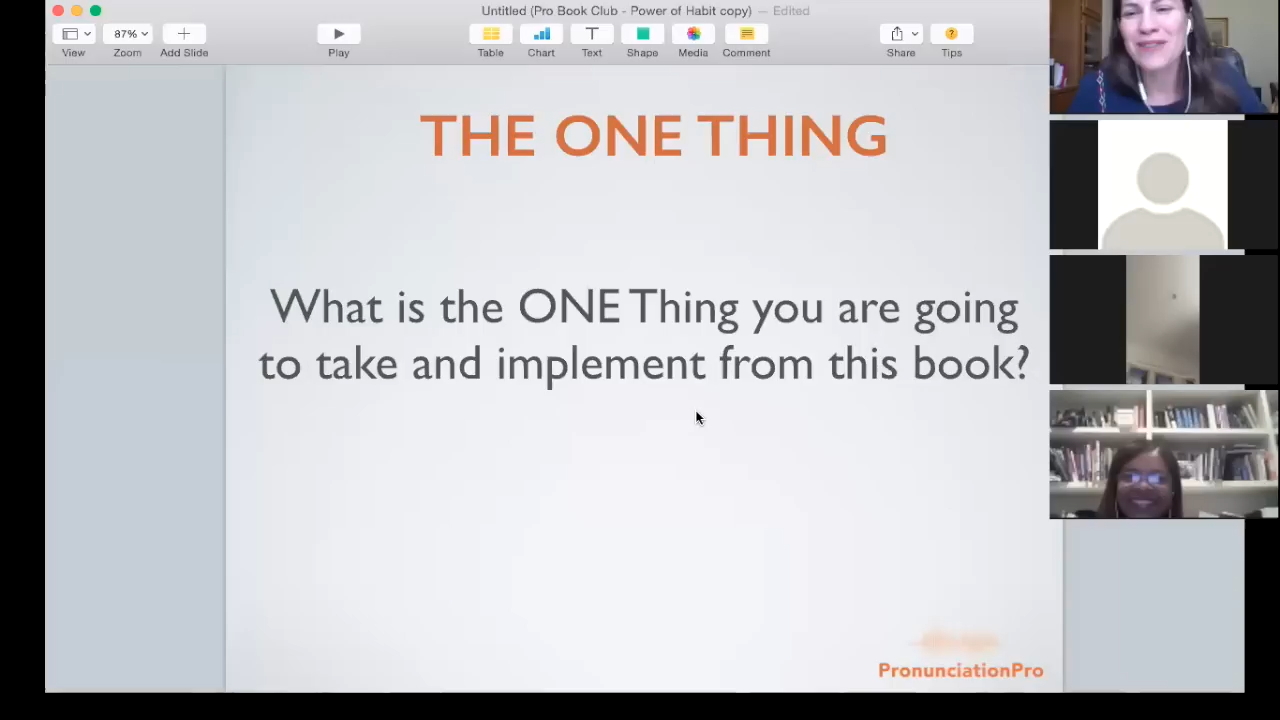 Untitled (Pro Book Club - Power of Habit copy) — Edited
87%
View Zoom Add Slide Play Table Chart Text Shape Media Comment Share Tips
THE ONE THING
What is the ONE Thing you are going
to take and implement from this book?
PronunciationPro